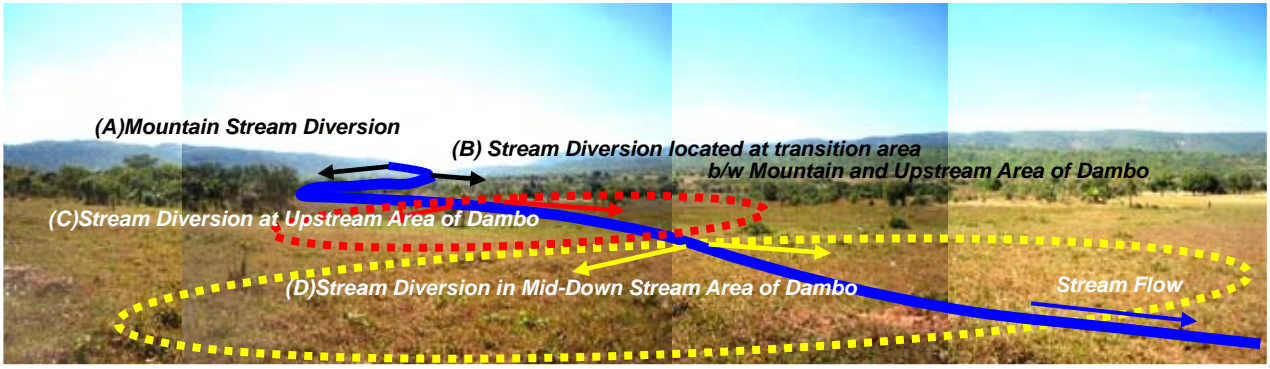 (A)Mountain Stream Diversion
(B) Stream Diversion located at transition area
b/w Mountain and Upstream Area of Dambo
(C)Stream Diversion at Upstream Area of Dambo
(D)Stream Diversion in Mid-Down Stream Area of Dambo
Stream Flow